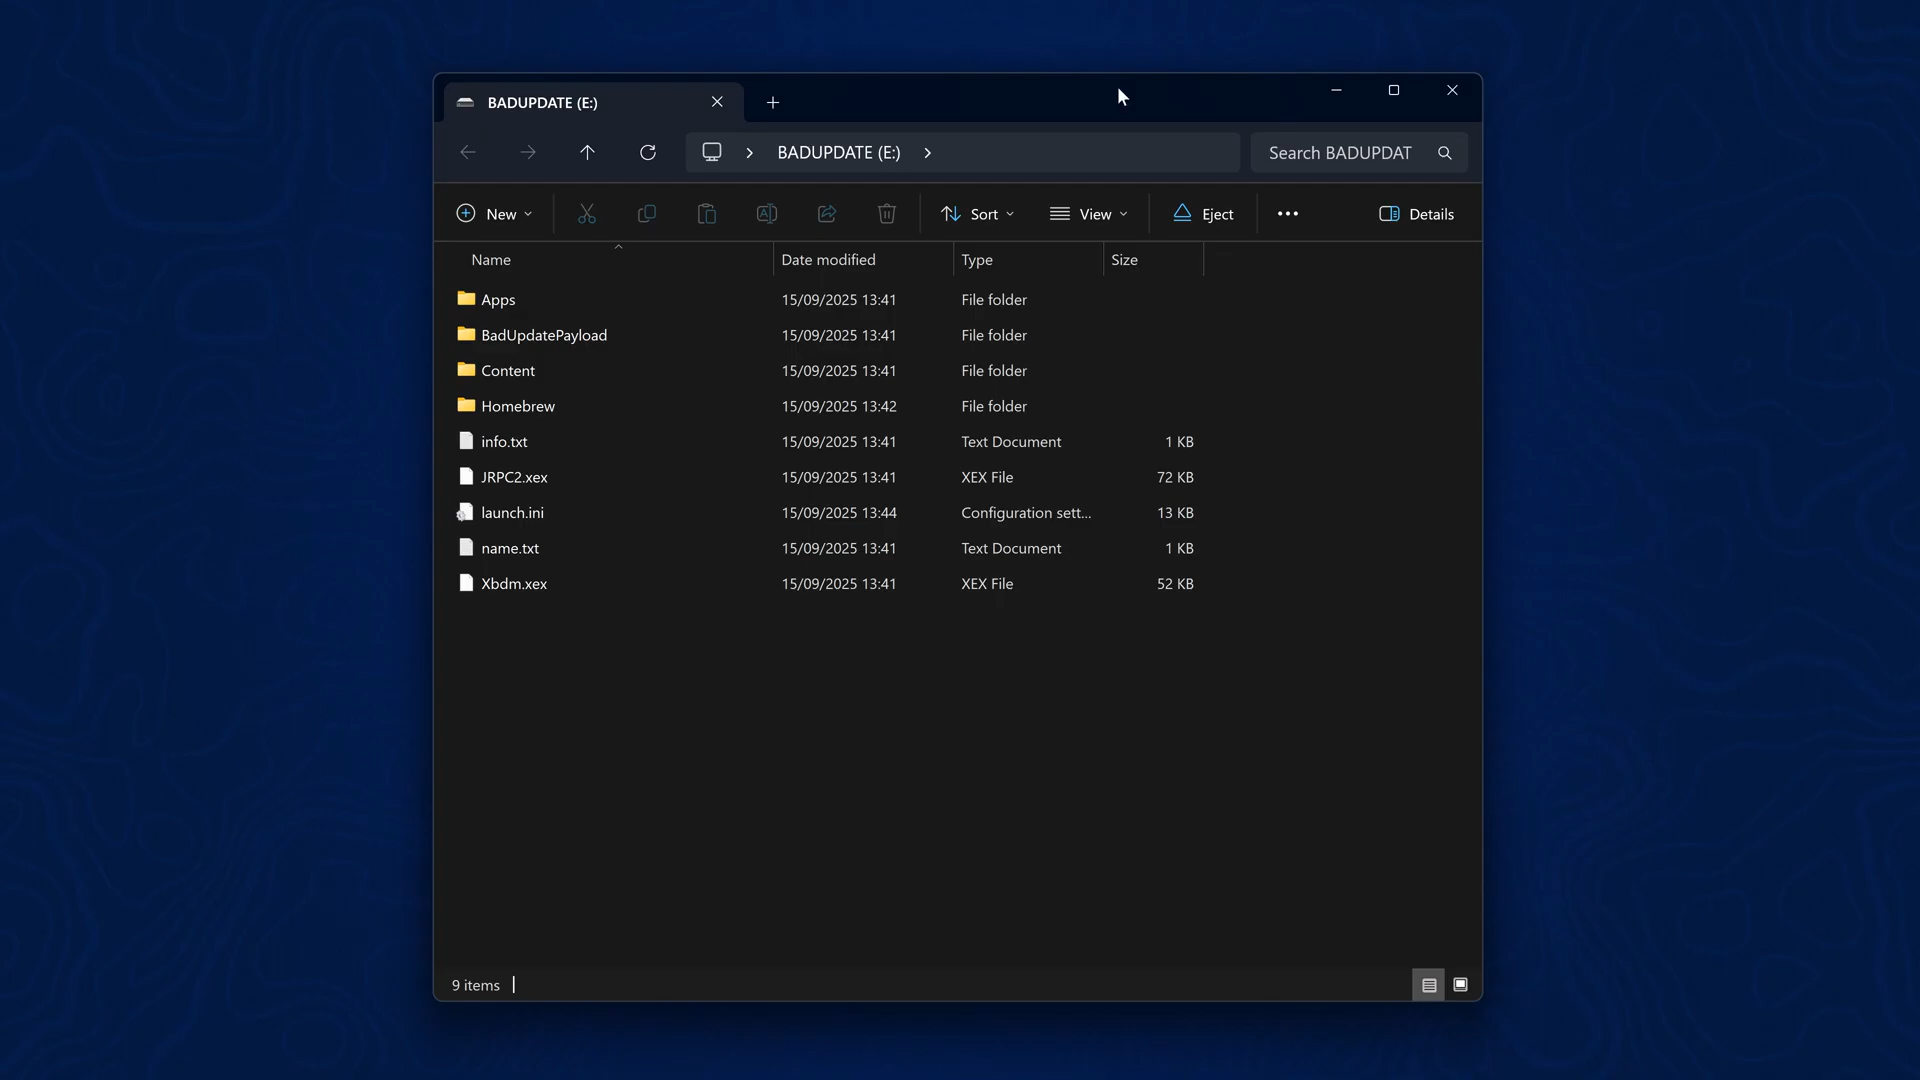 BADUPDATE (E:)
BADUPDATE (E:) Search BADUPDAT
New Sort View Eject Details
Name Date modified Type Size
Apps 15/09/2025 13:41 File folder
BadUpdatePayload 15/09/2025 13:41 File folder
Content 15/09/2025 13:41 File folder
Homebrew 15/09/2025 13:42 File folder
info.txt 15/09/2025 13:41 Text Document 1 KB
JRPC2.xex 15/09/2025 13:41 XEX File 72 KB
launch.ini 15/09/2025 13:44 Configuration sett... 13 KB
name.txt 15/09/2025 13:41 Text Document 1 KB
Xbdm.xex 15/09/2025 13:41 XEX File 52 KB
9 items